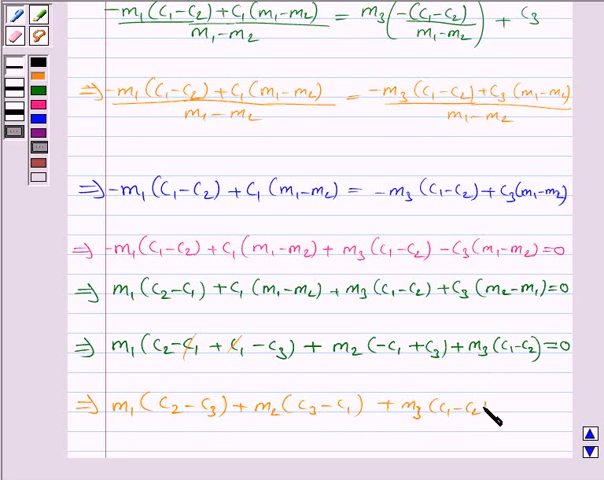 -m₁(c₁-c₂)+c₁(m₁-m₂)/m₁-m₂ = m₃(-(c₁-c₂)/m₁-m₂) + c₃
⇒ -m₁(c₁-c₂)+c₁(m₁-m₂)/m₁-m₂ = -m₃(c₁-c₂)+c₃(m₁-m₂)/m₁-m₂
⇒ -m₁(c₁-c₂)+c₁(m₁-m₂) = -m₃(c₁-c₂)+c₃(m₁-m₂)
⇒ -m₁(c₁-c₂)+c₁(m₁-m₂)+m₃(c₁-c₂)-c₃(m₁-m₂)=0
⇒ m₁(c₂-c₁)+c₁(m₁-m₂)+m₃(c₁-c₂)+c₃(m₂-m₁)=0
⇒ m₁(c₂-c₁+c₁-c₃)+m₂(-c₁+c₃)+m₃(c₁-c₂)=0
⇒ m₁(c₂-c₃)+m₂(c₃-c₁)+m₃(c₁-c₂)